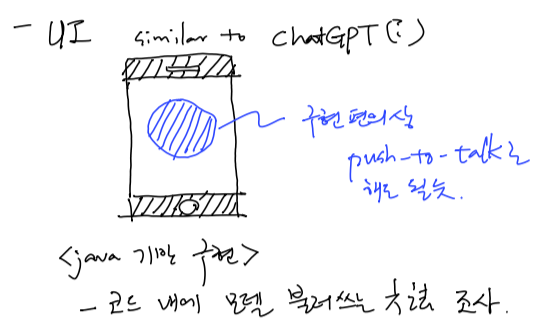 - UI similar to ChatGPT(?)
구현 편의상
push-to-talk로
해도 될듯.
<java 기반 구현>
- 코드 내에 모델 불러쓰는 방법 조사.